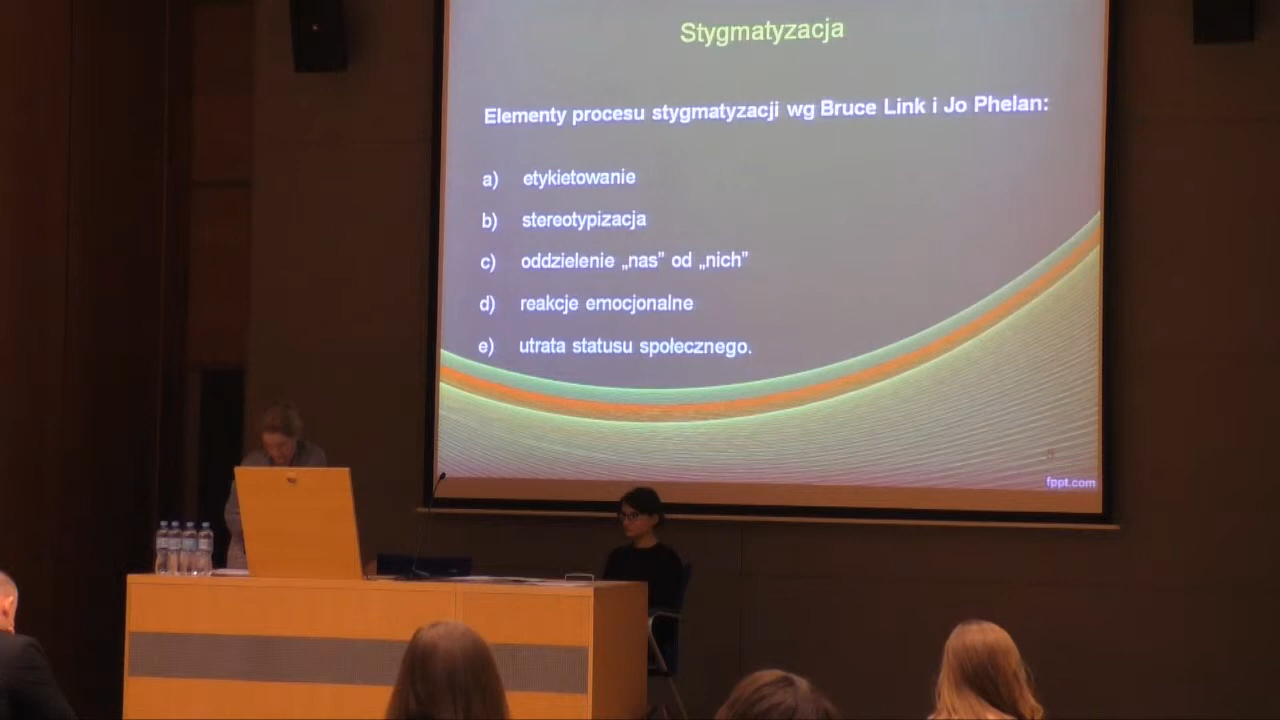 Stygmatyzacja
Elementy procesu stygmatyzacji wg Bruce Link i Jo Phelan:
a) etykietowanie
b) stereotypizacja
c) oddzielenie „nas” od „nich”
d) reakcje emocjonalne
e) utrata statusu społecznego.
fppt.com